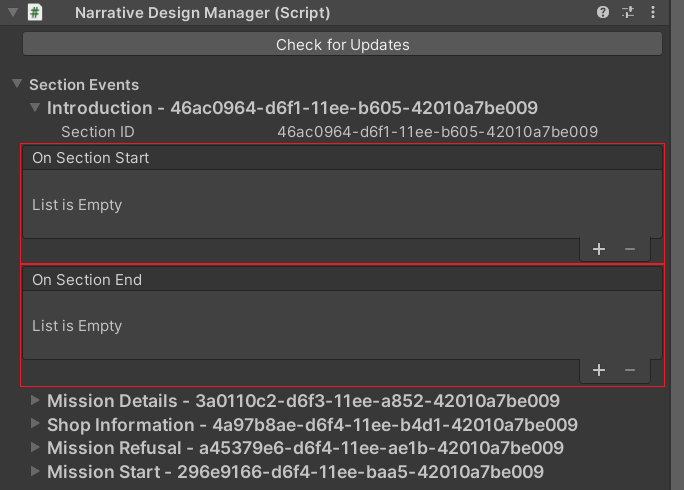 Narrative Design Manager (Script)
Check for Updates
Section Events
Introduction - 46ac0964-d6f1-11ee-b605-42010a7be009
Section ID 46ac0964-d6f1-11ee-b605-42010a7be009
On Section Start
List is Empty
+ −
On Section End
List is Empty
+ −
Mission Details - 3a0110c2-d6f3-11ee-a852-42010a7be009
Shop Information - 4a97b8ae-d6f4-11ee-b4d1-42010a7be009
Mission Refusal - a45379e6-d6f4-11ee-ae1b-42010a7be009
Mission Start - 296e9166-d6f4-11ee-baa5-42010a7be009